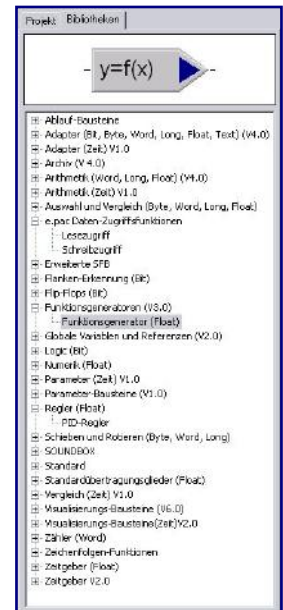 Projekt Bibliotheken
y=f(x)
Ablauf-Bausteine
Adapter (Bit, Byte, Word, Long, Float, Text) (V4.0)
Adapter (Zeit) V1.0
Archiv (V 4.0)
Arithmetik (Word, Long, Float) (V4.0)
Arithmetik (Zeit) V1.0
Auswahl und Vergleich (Byte, Word, Long, Float)
e.pac Daten-Zugriffsfunktionen
Lesezugriff
Schreibzugriff
Erweiterte SFB
Flanken-Erkennung (Bit)
Flip-Flops (Bit)
Funktionsgeneratoren (V3.0)
Funktionsgenerator (Float)
Globale Variablen und Referenzen (V2.0)
Logic (Bit)
Numerik (Float)
Parameter (Zeit) V1.0
Parameter-Bausteine (V1.0)
Regler (Float)
PID-Regler
Schieben und Rotieren (Byte, Word, Long)
SOUNDBOX
Standard
Standardübertragungsglieder (Float)
Vergleich (Zeit) V1.0
Visualisierungs-Bausteine (V6.0)
Visualisierungs-Bausteine(Zeit)V2.0
Zähler (Word)
Zeichenfolgen-Funktionen
Zeitgeber (Float)
Zeitgeber V2.0